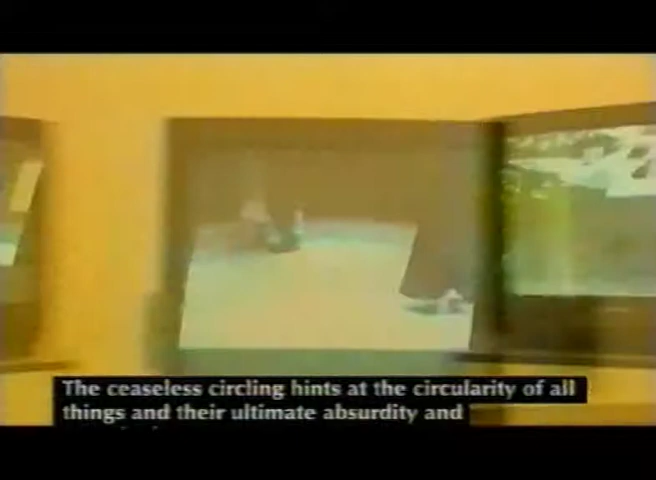 The ceaseless circling hints at the circularity of all
things and their ultimate absurdity and